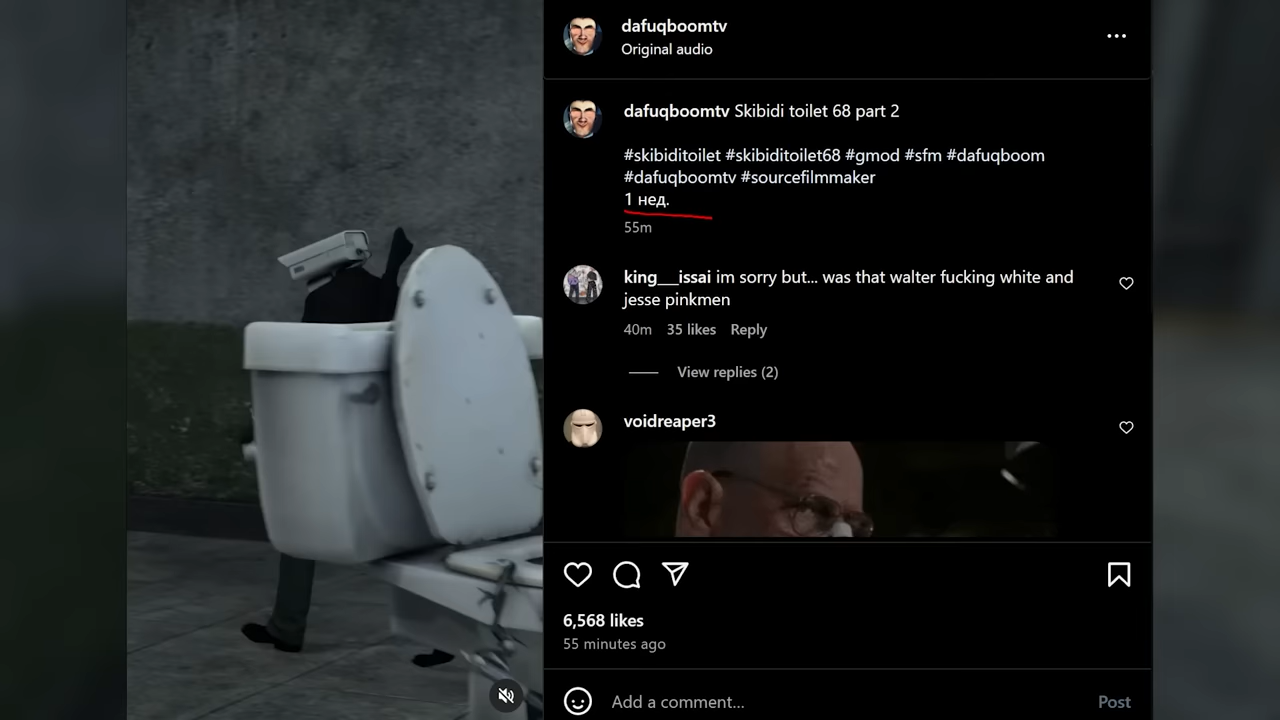 dafuqboomtv
Original audio
dafuqboomtv Skibidi toilet 68 part 2
#skibiditoilet #skibiditoilet68 #gmod #sfm #dafuqboom
#dafuqboomtv #sourcefilmmaker
1 нед.
55m
king___issai im sorry but... was that walter fucking white and
jesse pinkmen
40m 35 likes Reply
View replies (2)
voidreaper3
6,568 likes
55 minutes ago
Add a comment... Post